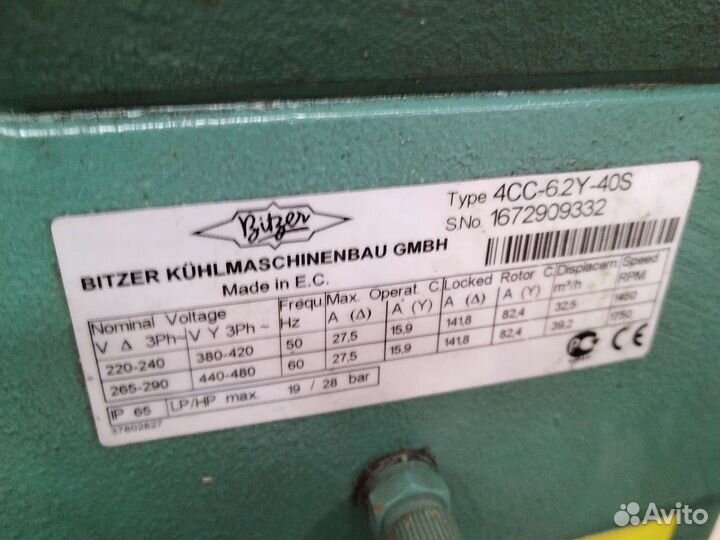 Bitzer
Type 4CC-6.2Y-40S
S.No. 1672909332
BITZER KÜHLMASCHINENBAU GMBH
Made in E.C.
Nominal Voltage Frequ. Max. Operat. C. Locked Rotor C. Displacem. Speed
V Δ 3Ph~ V Y 3Ph~ Hz A (Δ) A (Y) A (Δ) A (Y) m³/h RPM
220-240 380-420 50 27,5 15,9 141,8 82,4 32,5 1450
265-290 440-480 60 27,5 15,9 141,8 82,4 39,2 1750
IP 65 LP/HP max. 19 / 28 bar
37602627
Avito